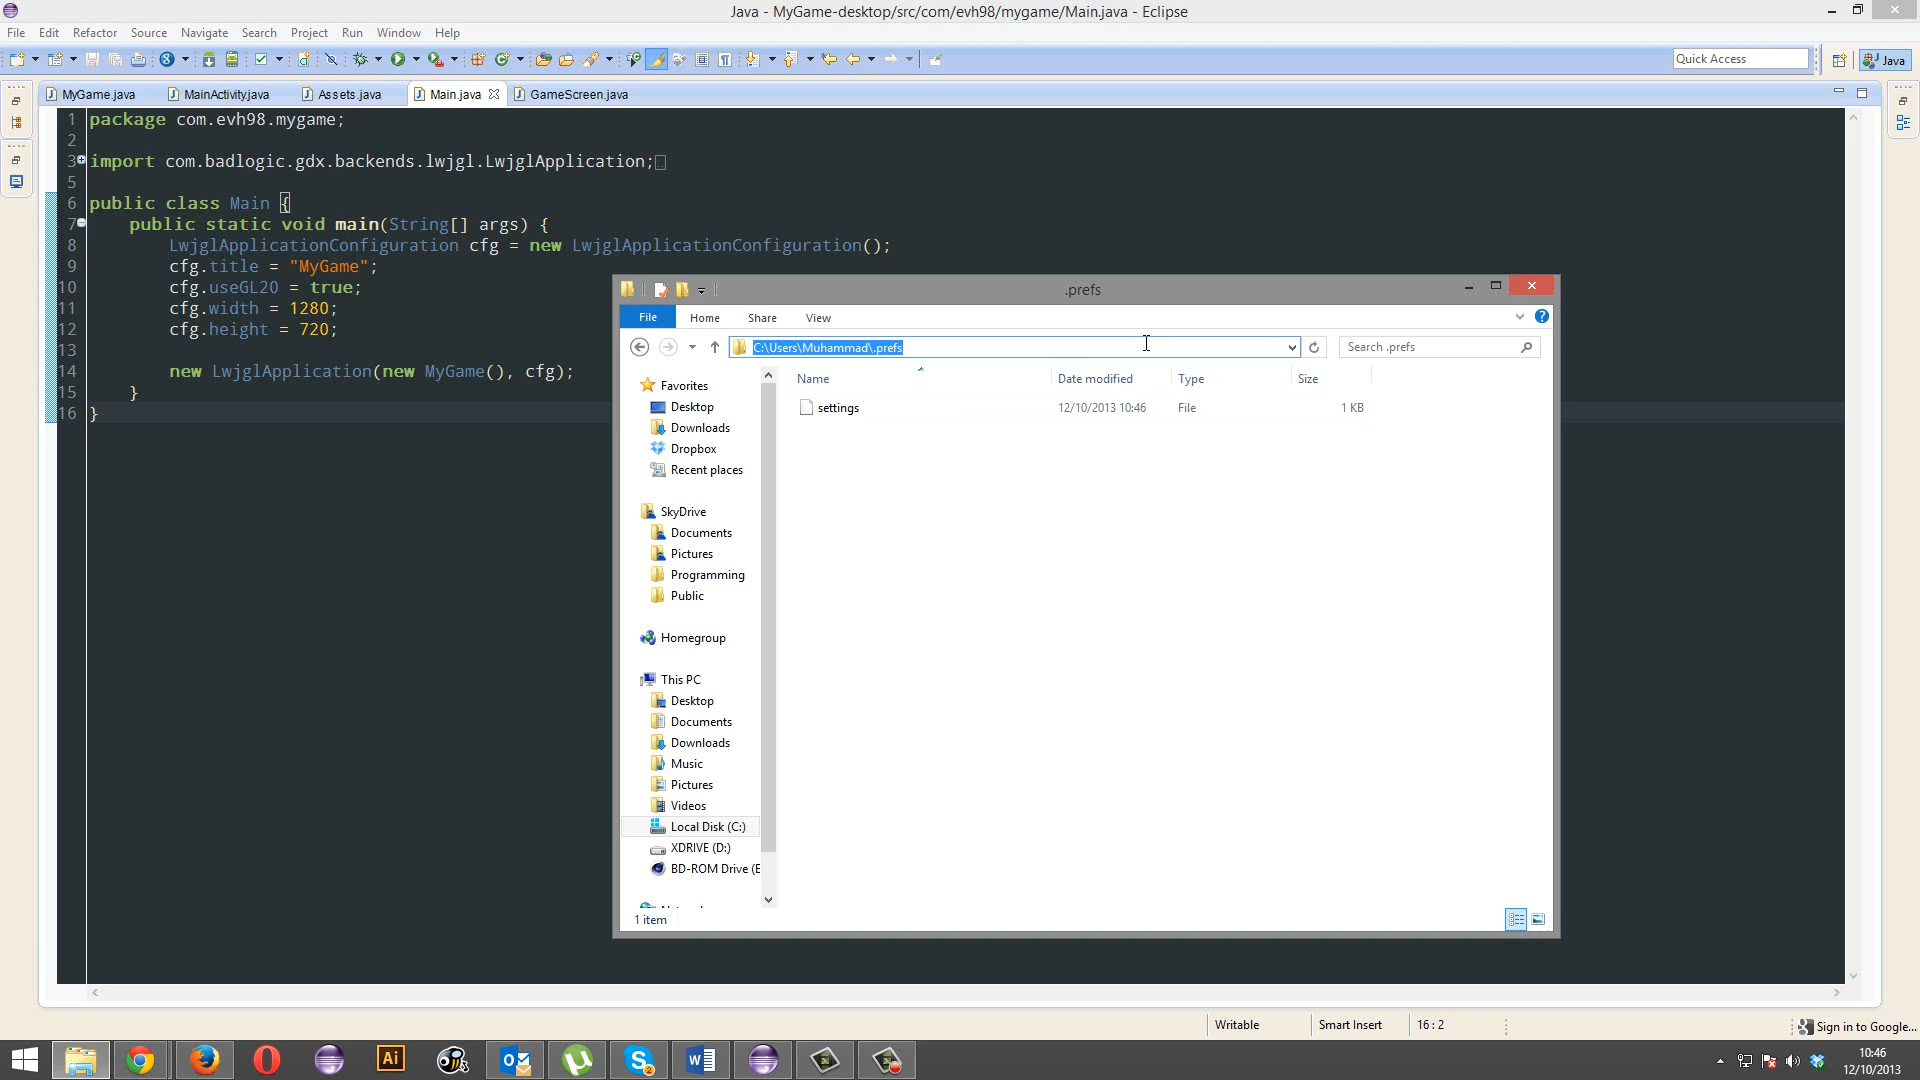 Java - MyGame-desktop/src/com/evh98/mygame/Main.java - Eclipse
File Edit Refactor Source Navigate Search Project Run Window Help
Quick Access
Java
MyGame.java MainActivity.java Assets.java Main.java GameScreen.java
1 package com.evh98.mygame;
2
3 import com.badlogic.gdx.backends.lwjgl.LwjglApplication;
5
6 public class Main {
7 public static void main(String[] args) {
8 LwjglApplicationConfiguration cfg = new LwjglApplicationConfiguration();
9 cfg.title = "MyGame";
10 cfg.useGL20 = true;
11 cfg.width = 1280;
12 cfg.height = 720;
13
14 new LwjglApplication(new MyGame(), cfg);
15 }
16 }
.prefs
File Home Share View
C:\Users\Muhammad\.prefs
Search .prefs
Name Date modified Type Size
settings 12/10/2013 10:46 File 1 KB
Favorites
Desktop
Downloads
Dropbox
Recent places
SkyDrive
Documents
Pictures
Programming
Public
Homegroup
This PC
Desktop
Documents
Downloads
Music
Pictures
Videos
Local Disk (C:)
XDRIVE (D:)
BD-ROM Drive (E
1 item
Writable Smart Insert 16 : 2
Sign in to Google...
Ai
2
10:46
12/10/2013